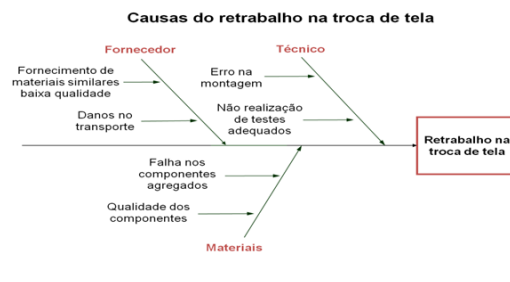 Causas do retrabalho na troca de tela
Fornecedor
Técnico
Fornecimento de
materiais similares
baixa qualidade
Danos no
transporte
Erro na
montagem
Não realização
de testes
adequados
Retrabalho na
troca de tela
Falha nos
componentes
agregados
Qualidade dos
componentes
Materiais